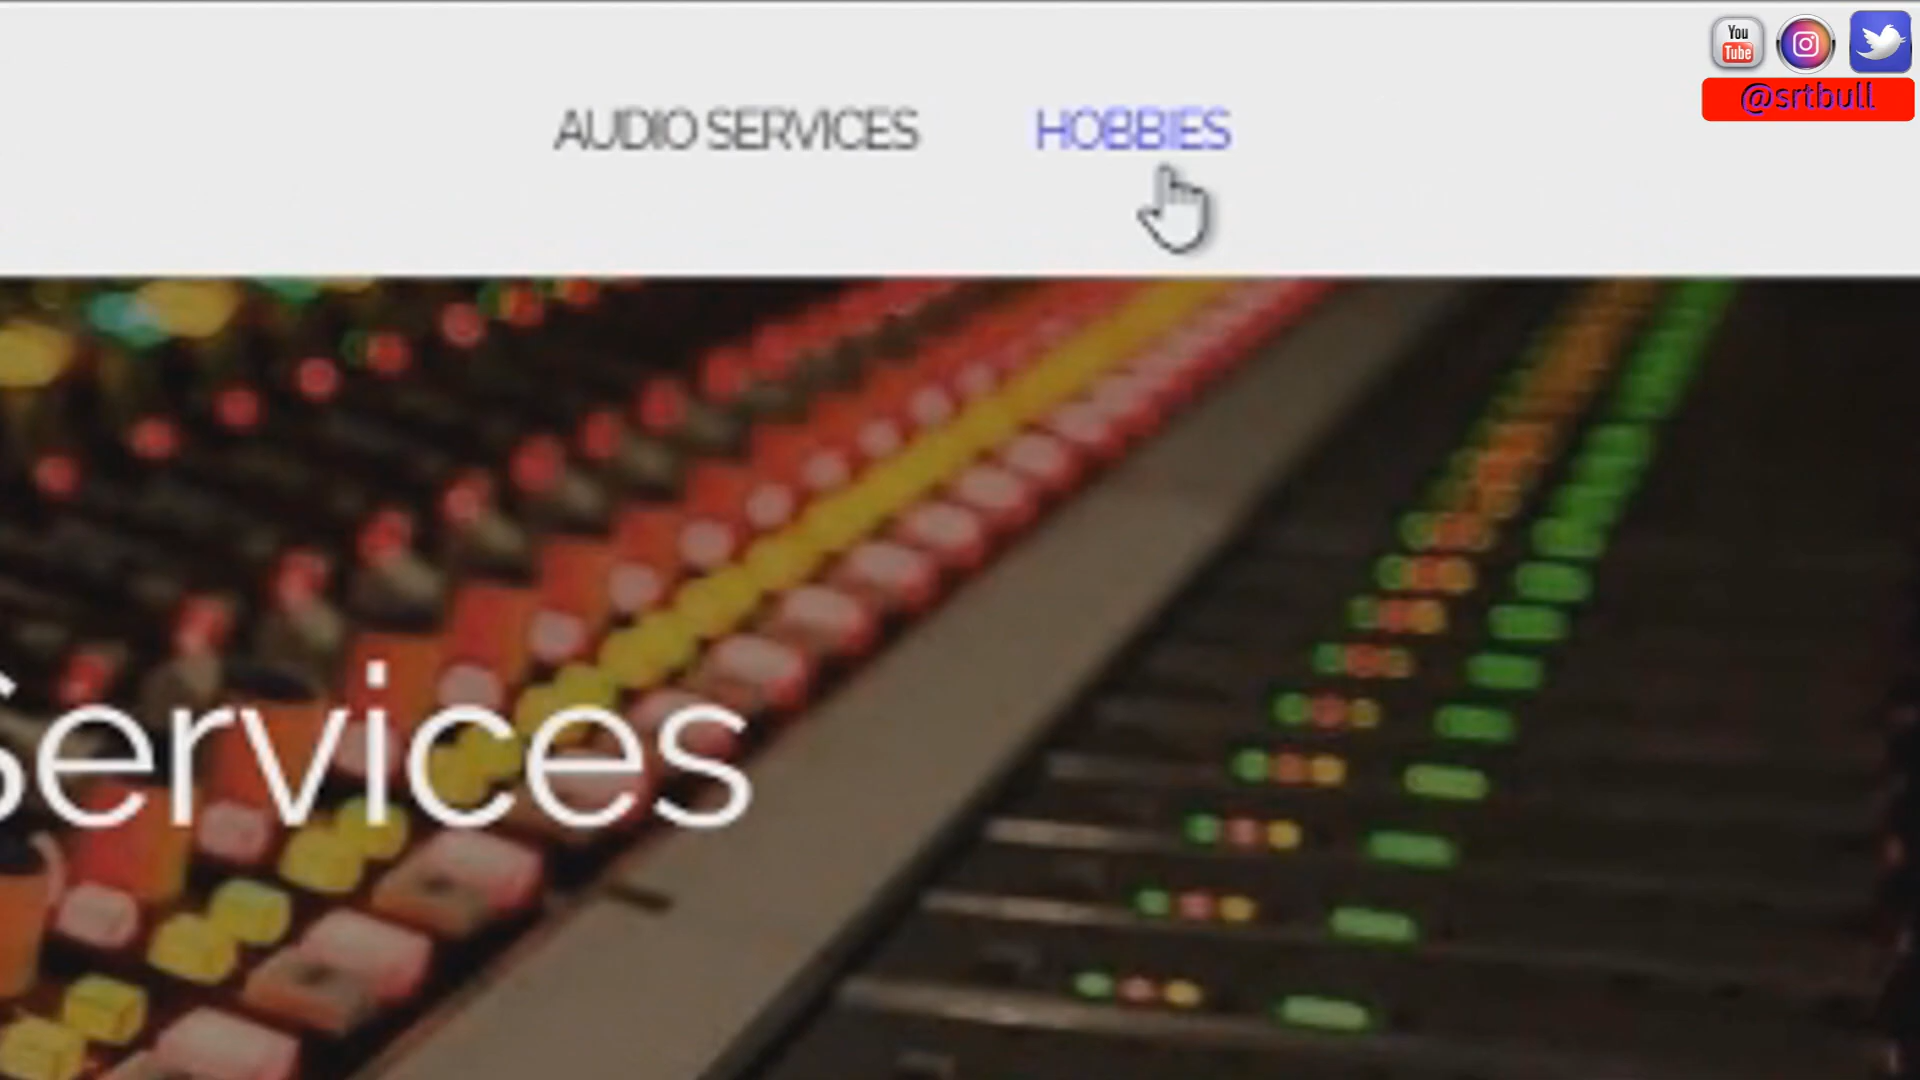 You
Tube
@srtbull
AUDIO SERVICES HOBBIES
Services